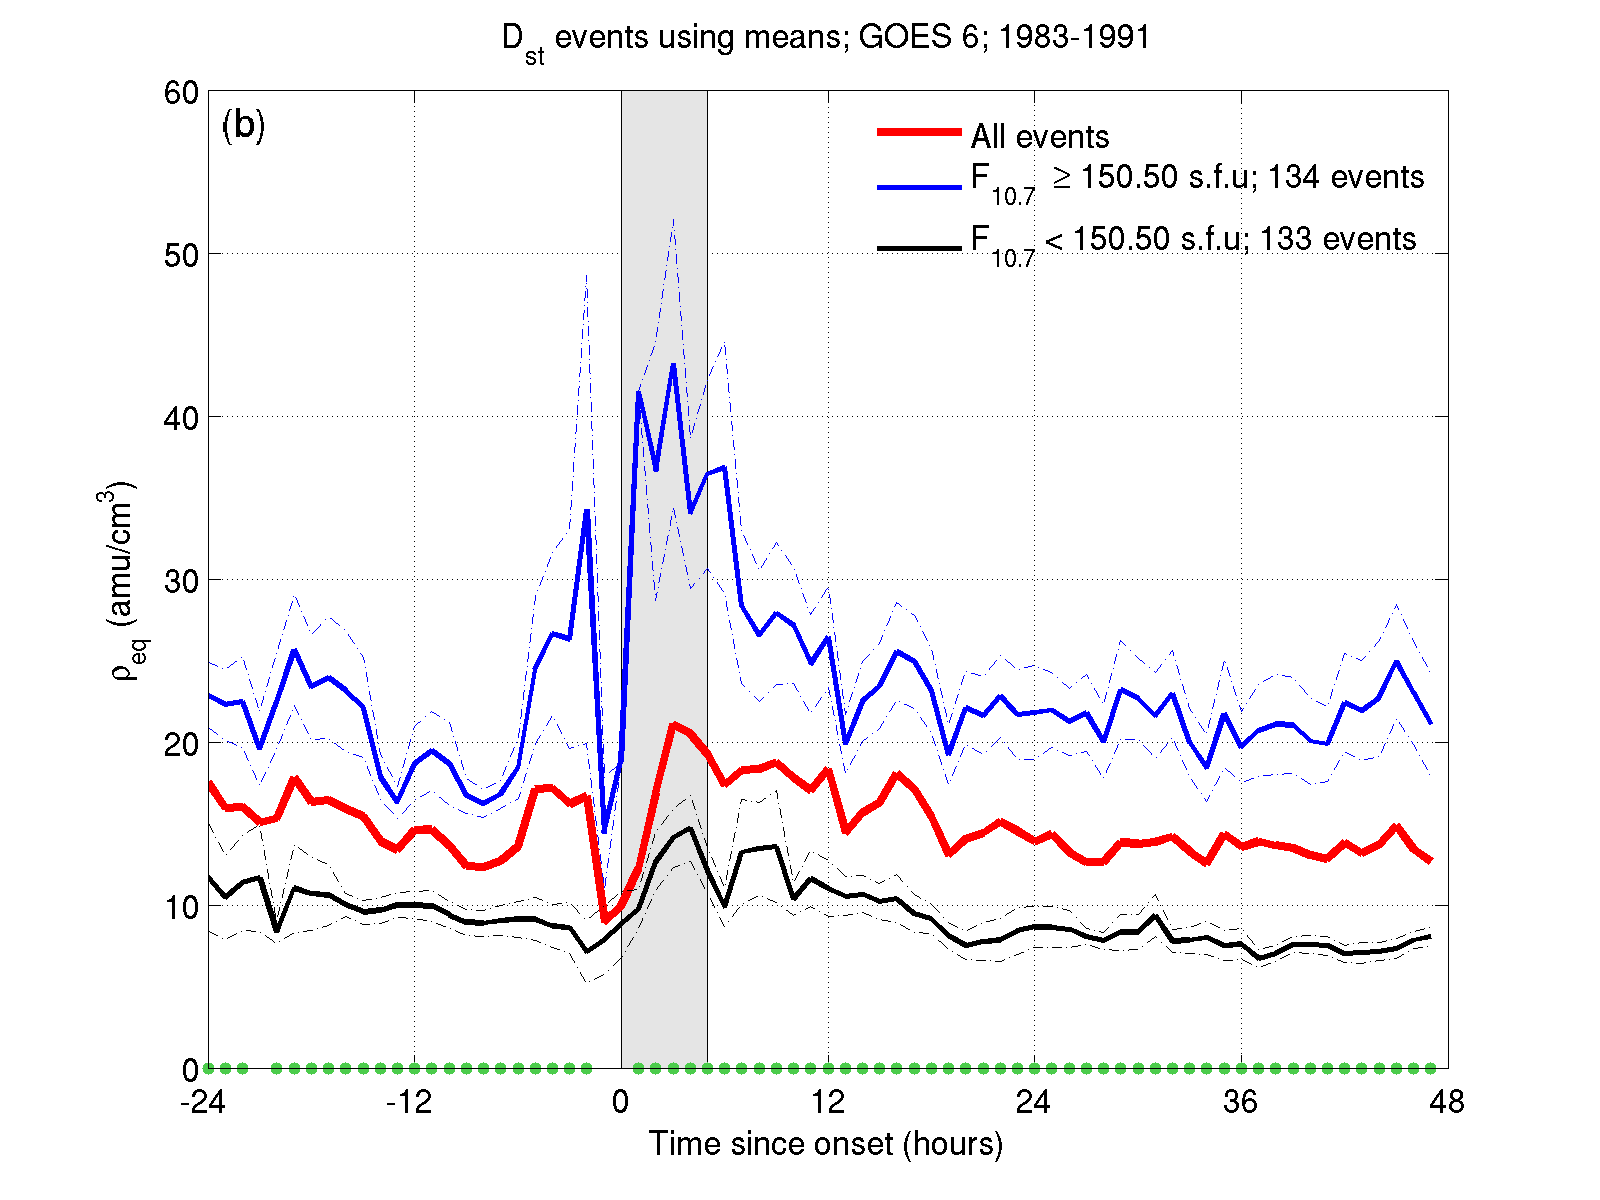 D_st events using means; GOES 6; 1983-1991
(b)
All events
F_10.7 ≥ 150.50 s.f.u; 134 events
F_10.7 < 150.50 s.f.u; 133 events
60
50
40
30
20
10
0
ρ_eq (amu/cm^3)
-24 -12 0 12 24 36 48
Time since onset (hours)